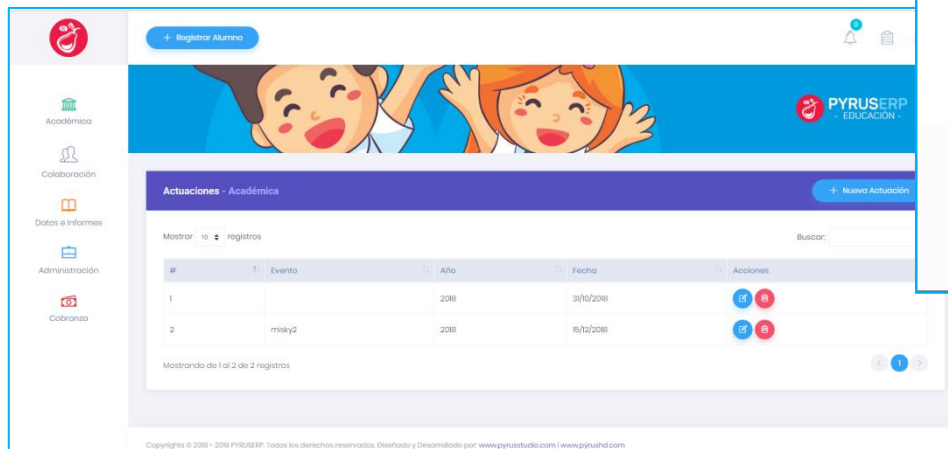 + Registrar Alumno
0
Académica
Colaboración
Datos e Informes
Administración
Cobranza
PYRUSERP
- EDUCACIÓN -
Actuaciones - Académica
+ Nueva Actuación
Mostrar 10 registros
Buscar:
# Evento Año Fecha Acciones
1 2018 31/10/2018
2 misky2 2018 15/12/2018
Mostrando de 1 al 2 de 2 registros
< 1 >
Copyrights © 2018 - 2019 PYRUSERP. Todos los derechos reservados. Diseñado y Desarrollado por: www.pyrusstudio.com | www.pyrushd.com